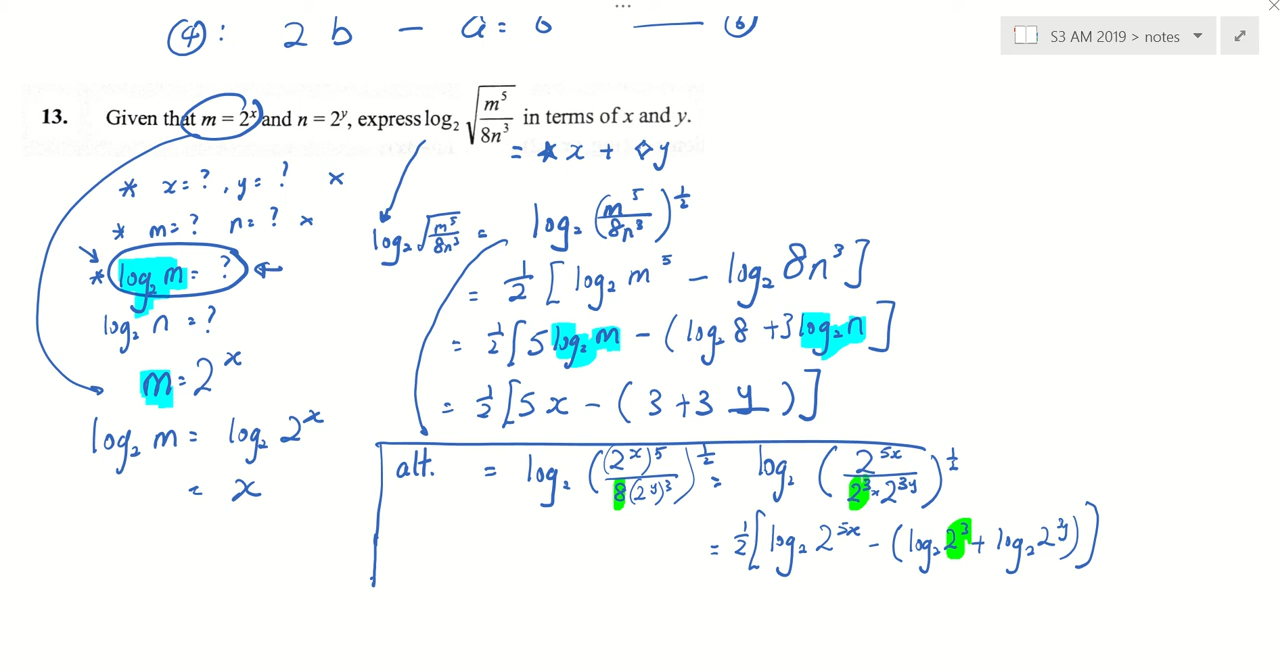 ④: 2b - a = 6 —— ⑥
S3 AM 2019 > notes
13. Given that m = 2^x and n = 2^y, express log₂ √(m⁵/8n³) in terms of x and y.
= ★x + ◇y
* x = ?, y = ? ×
* m = ? n = ? ×
* log₂ m = ? ←
log₂ n = ?
m = 2^x
log₂ m = log₂ 2^x
= x
log₂ √(m⁵/8n³) = log₂ (m⁵/8n³)^½
= ½ [log₂ m⁵ - log₂ 8n³]
= ½ [5 log₂ m - (log₂ 8 + 3 log₂ n]
= ½ [5x - (3 + 3y)]
alt. = log₂ ((2^x)⁵/8(2^y)³)^½ = log₂ (2^5x/2³×2^3y)^½
= ½ [log₂ 2^5x - (log₂ 2³ + log₂ 2^3y)]